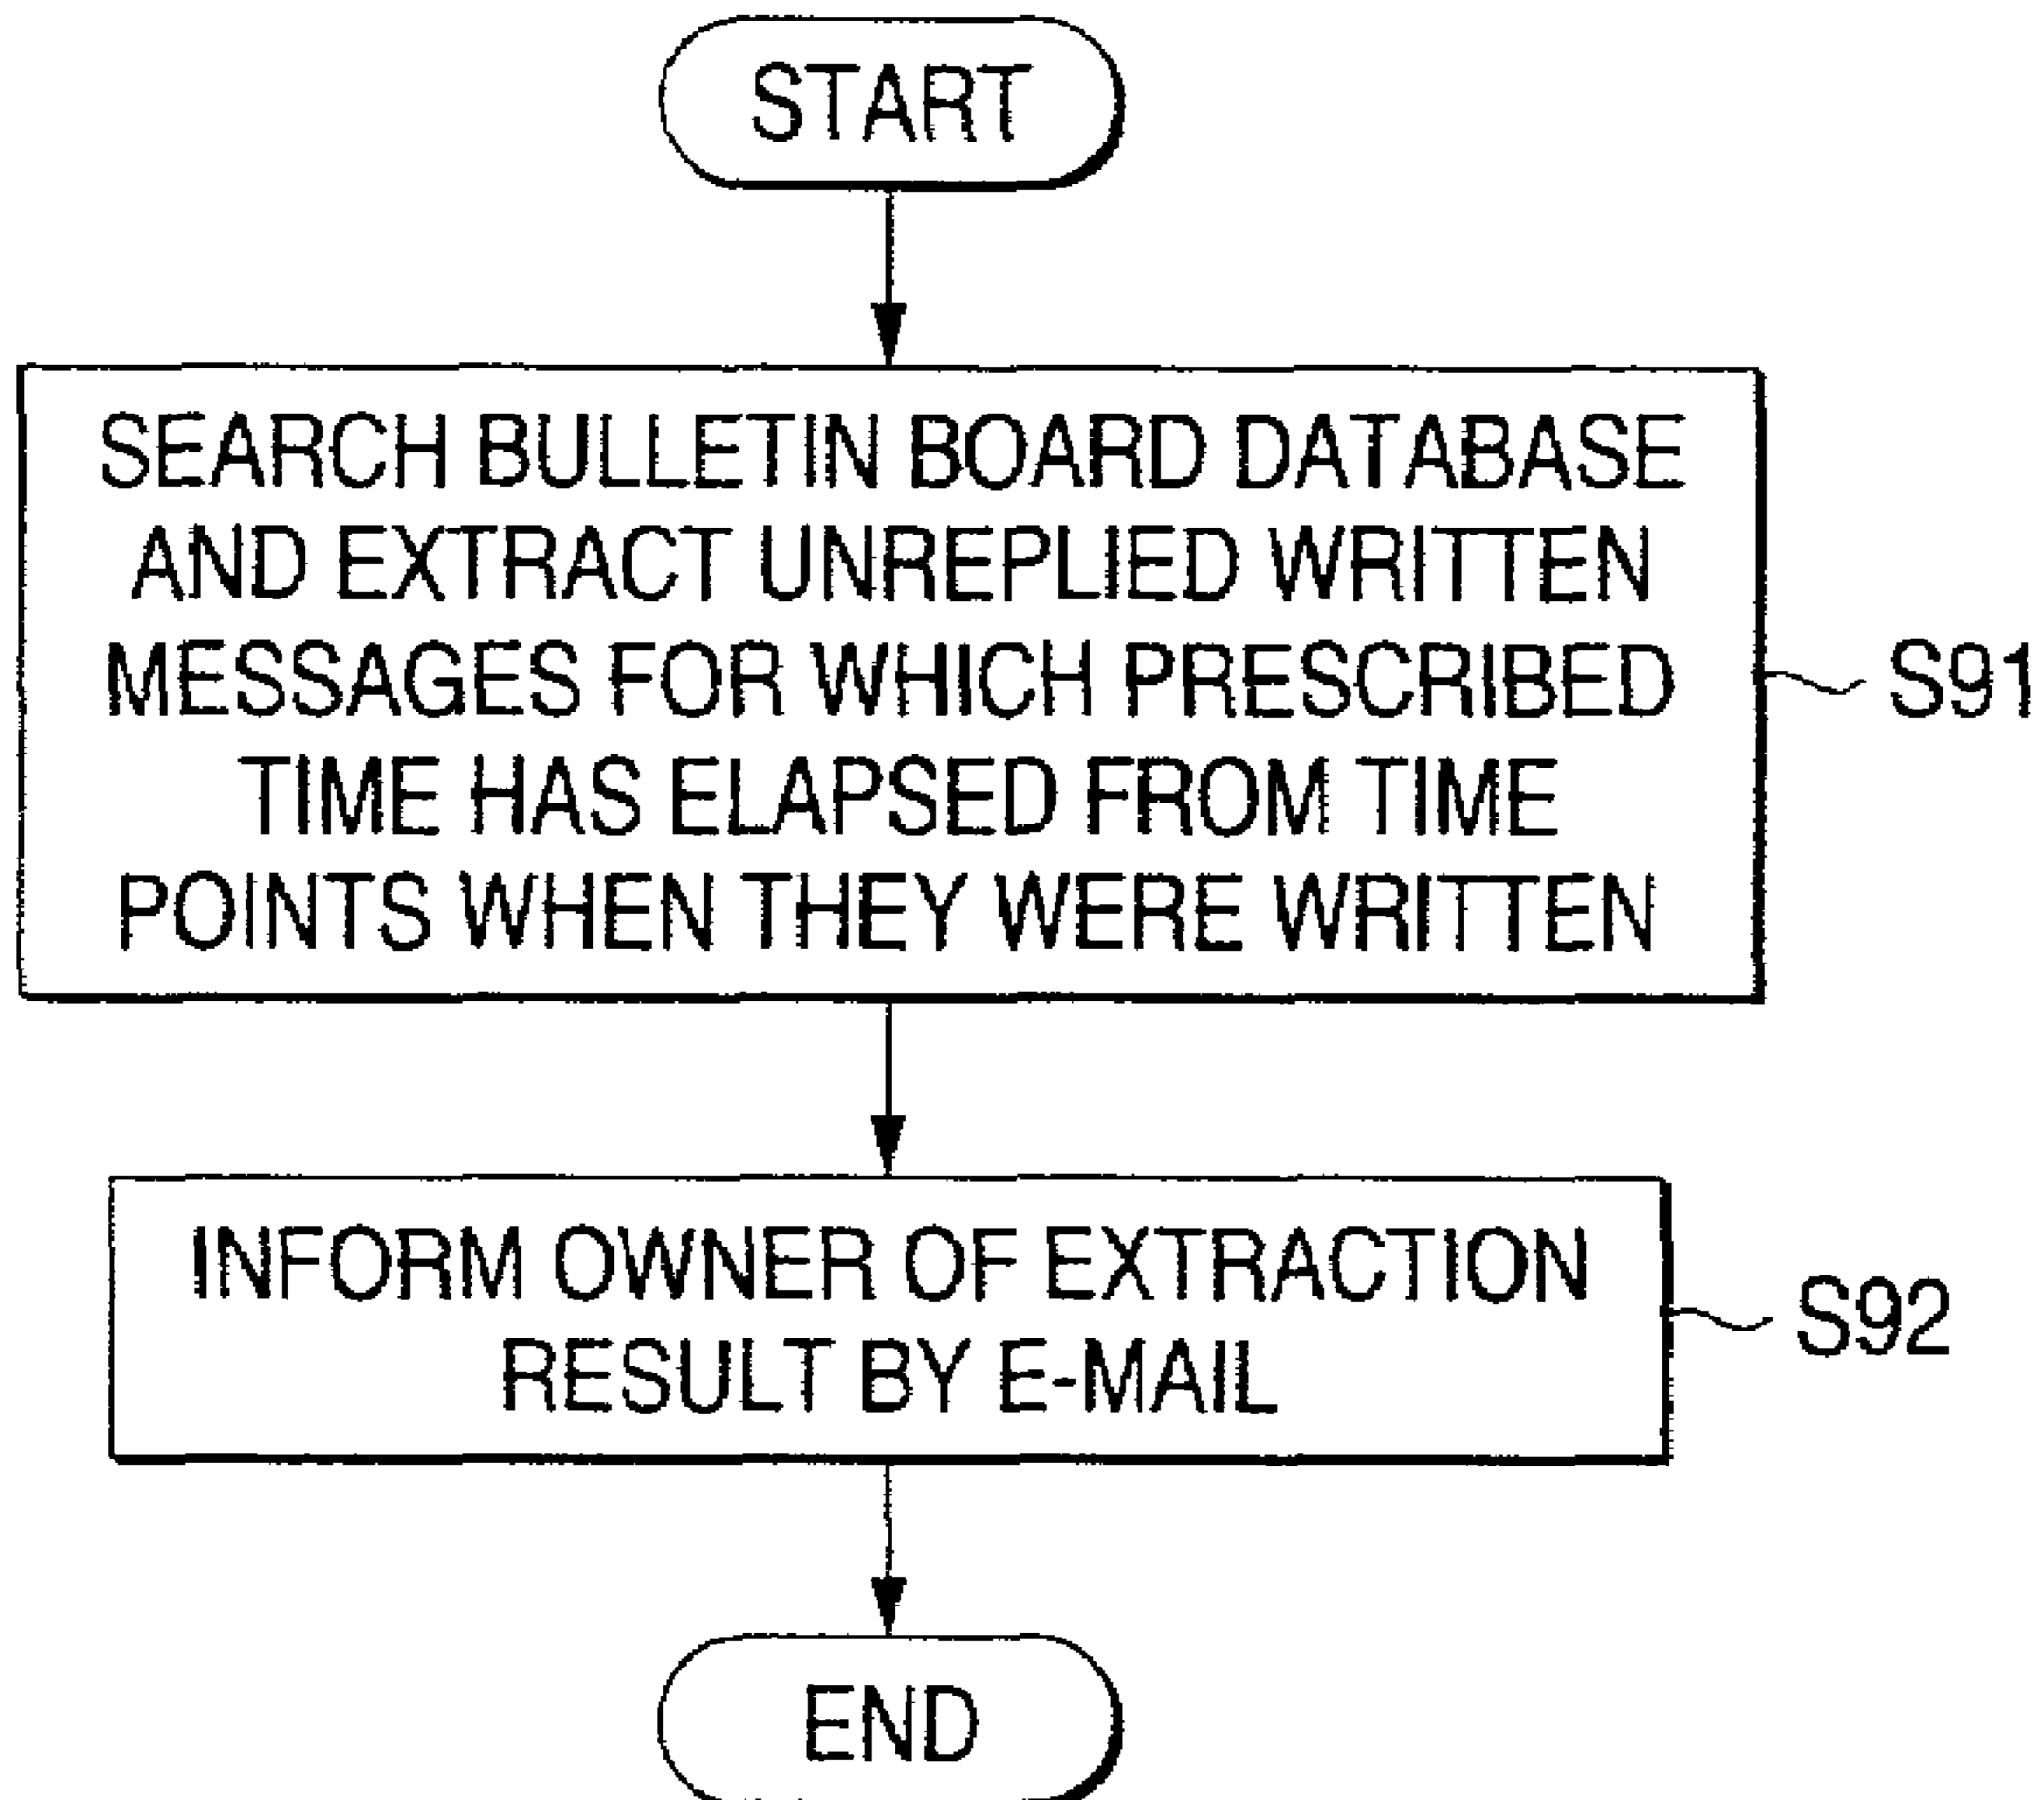 START
SEARCH BULLETIN BOARD DATABASE
AND EXTRACT UNREPLIED WRITTEN
MESSAGES FOR WHICH PRESCRIBED
TIME HAS ELAPSED FROM TIME
POINTS WHEN THEY WERE WRITTEN
S91
INFORM OWNER OF EXTRACTION
RESULT BY E-MAIL
S92
END